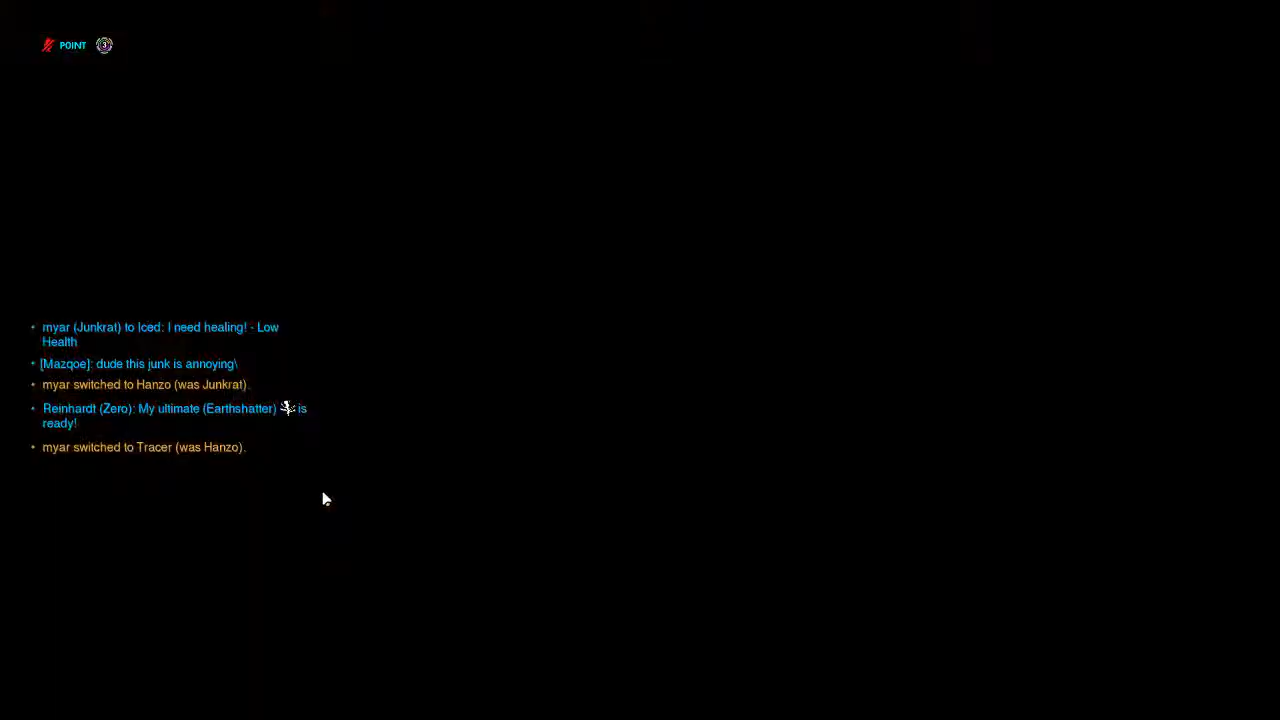 POINT 3
• myar (Junkrat) to Iced: I need healing! - Low
Health
• [Mazqoe]: dude this junk is annoying\
• myar switched to Hanzo (was Junkrat).
• Reinhardt (Zero): My ultimate (Earthshatter) is
ready!
• myar switched to Tracer (was Hanzo).